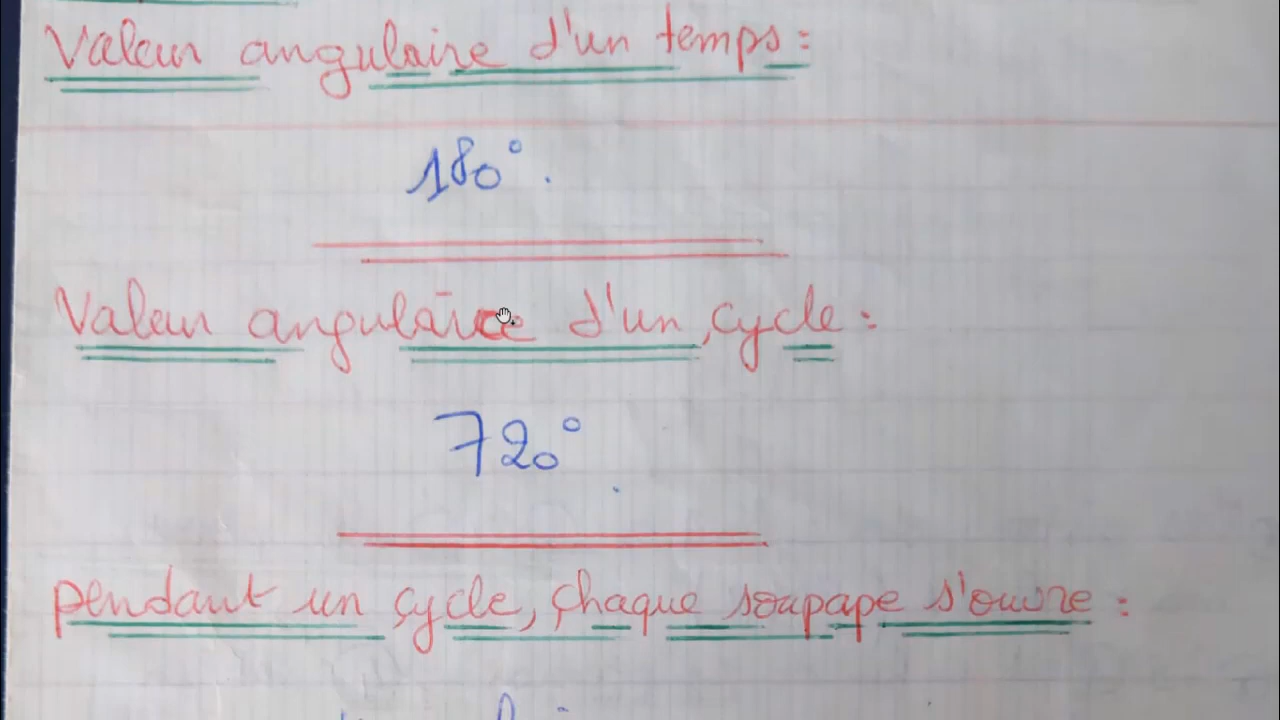 Valeur angulaire d'un temps :
180° .
Valeur angulaire d'un cycle :
720° .
pendant un cycle, chaque soupape s'ouvre :